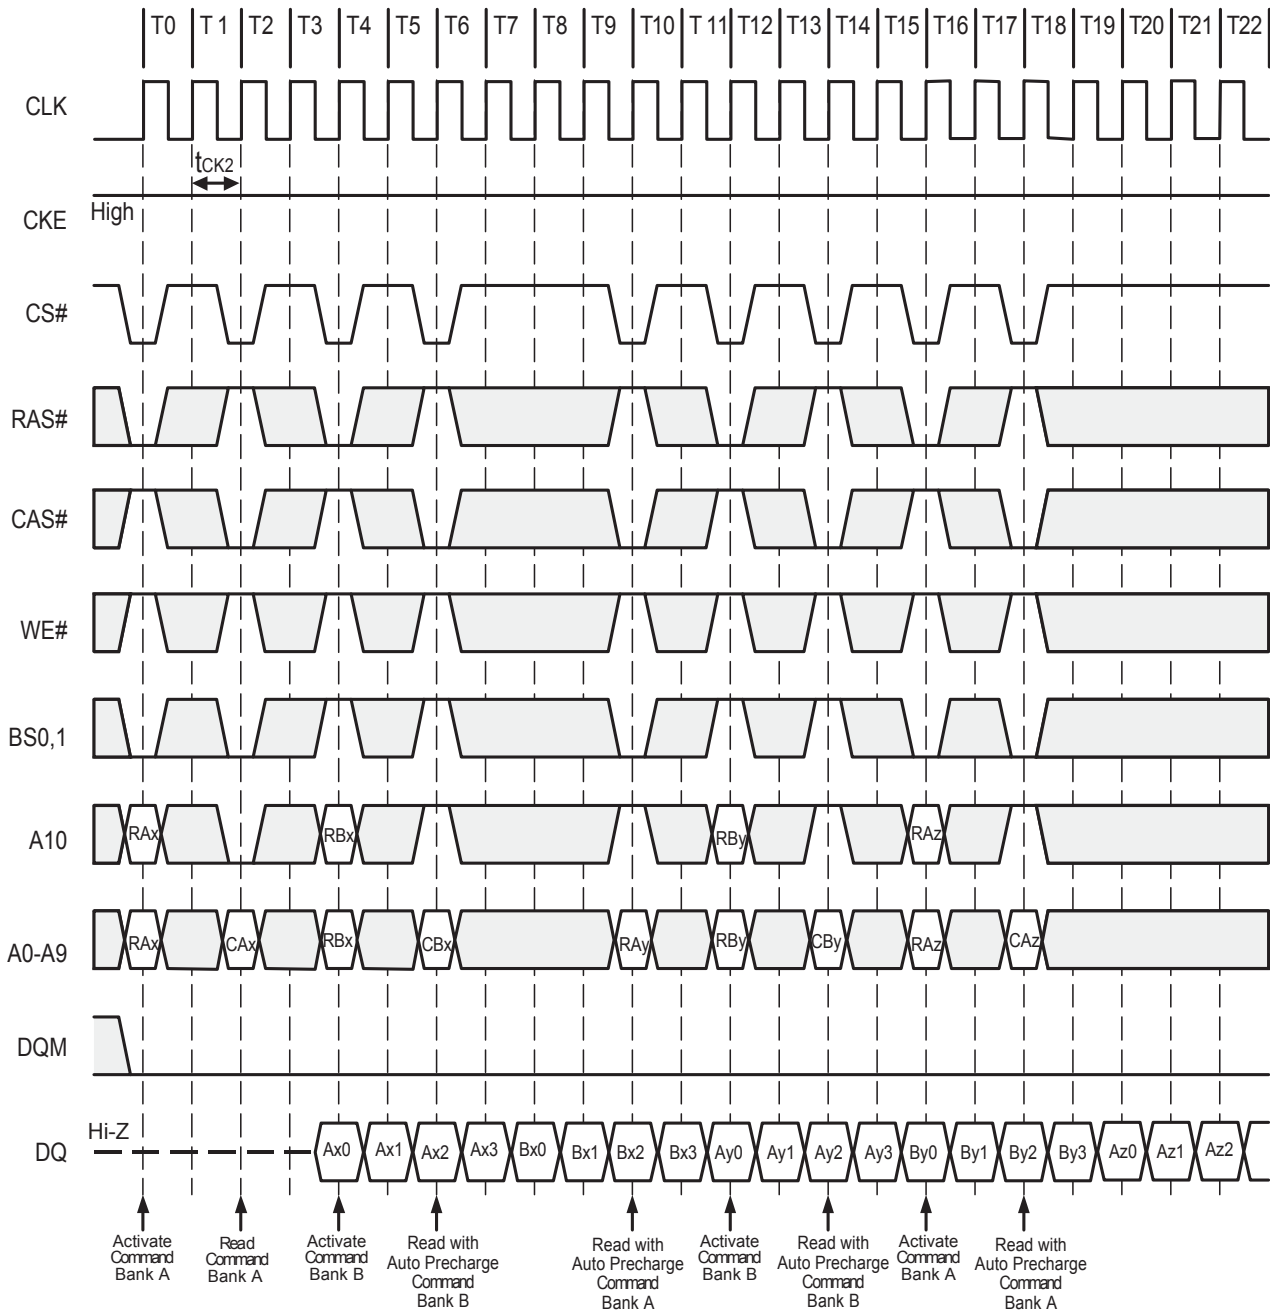 T0 T 1 T2 T3 T4 T5 T6 T7 T8 T9 T10 T 11 T12 T13 T14 T15 T16 T17 T18 T19 T20 T21 T22
CLK
tCK2
High
CKE
CS#
RAS#
CAS#
WE#
BS0,1
A10 RAx RBx RBy RAz
A0-A9 RAx CAx RBx CBx RAy RBy CBy RAz CAz
DQM
Hi-Z
DQ Ax0 Ax1 Ax2 Ax3 Bx0 Bx1 Bx2 Bx3 Ay0 Ay1 Ay2 Ay3 By0 By1 By2 By3 Az0 Az1 Az2
Activate
Command
Bank A
Read
Command
Bank A
Activate
Command
Bank B
Read with
Auto Precharge
Command
Bank B
Read with
Auto Precharge
Command
Bank A
Activate
Command
Bank B
Read with
Auto Precharge
Command
Bank B
Activate
Command
Bank A
Read with
Auto Precharge
Command
Bank A